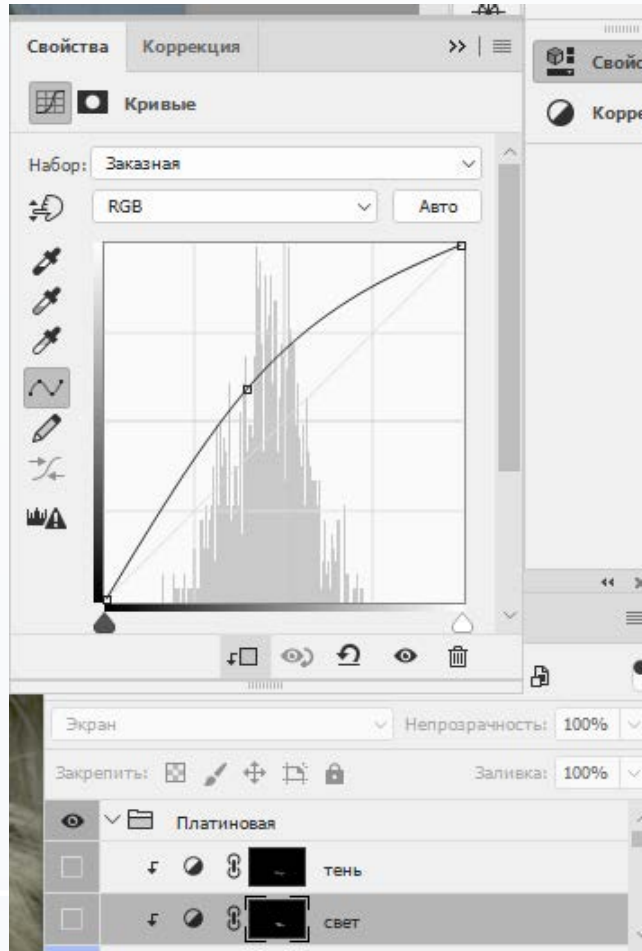 Свойства Коррекция
Свойс
Кривые
Корре
Набор: Заказная
RGB Авто
Экран Непрозрачность: 100%
Закрепить: Заливка: 100%
Платиновая
тень
свет